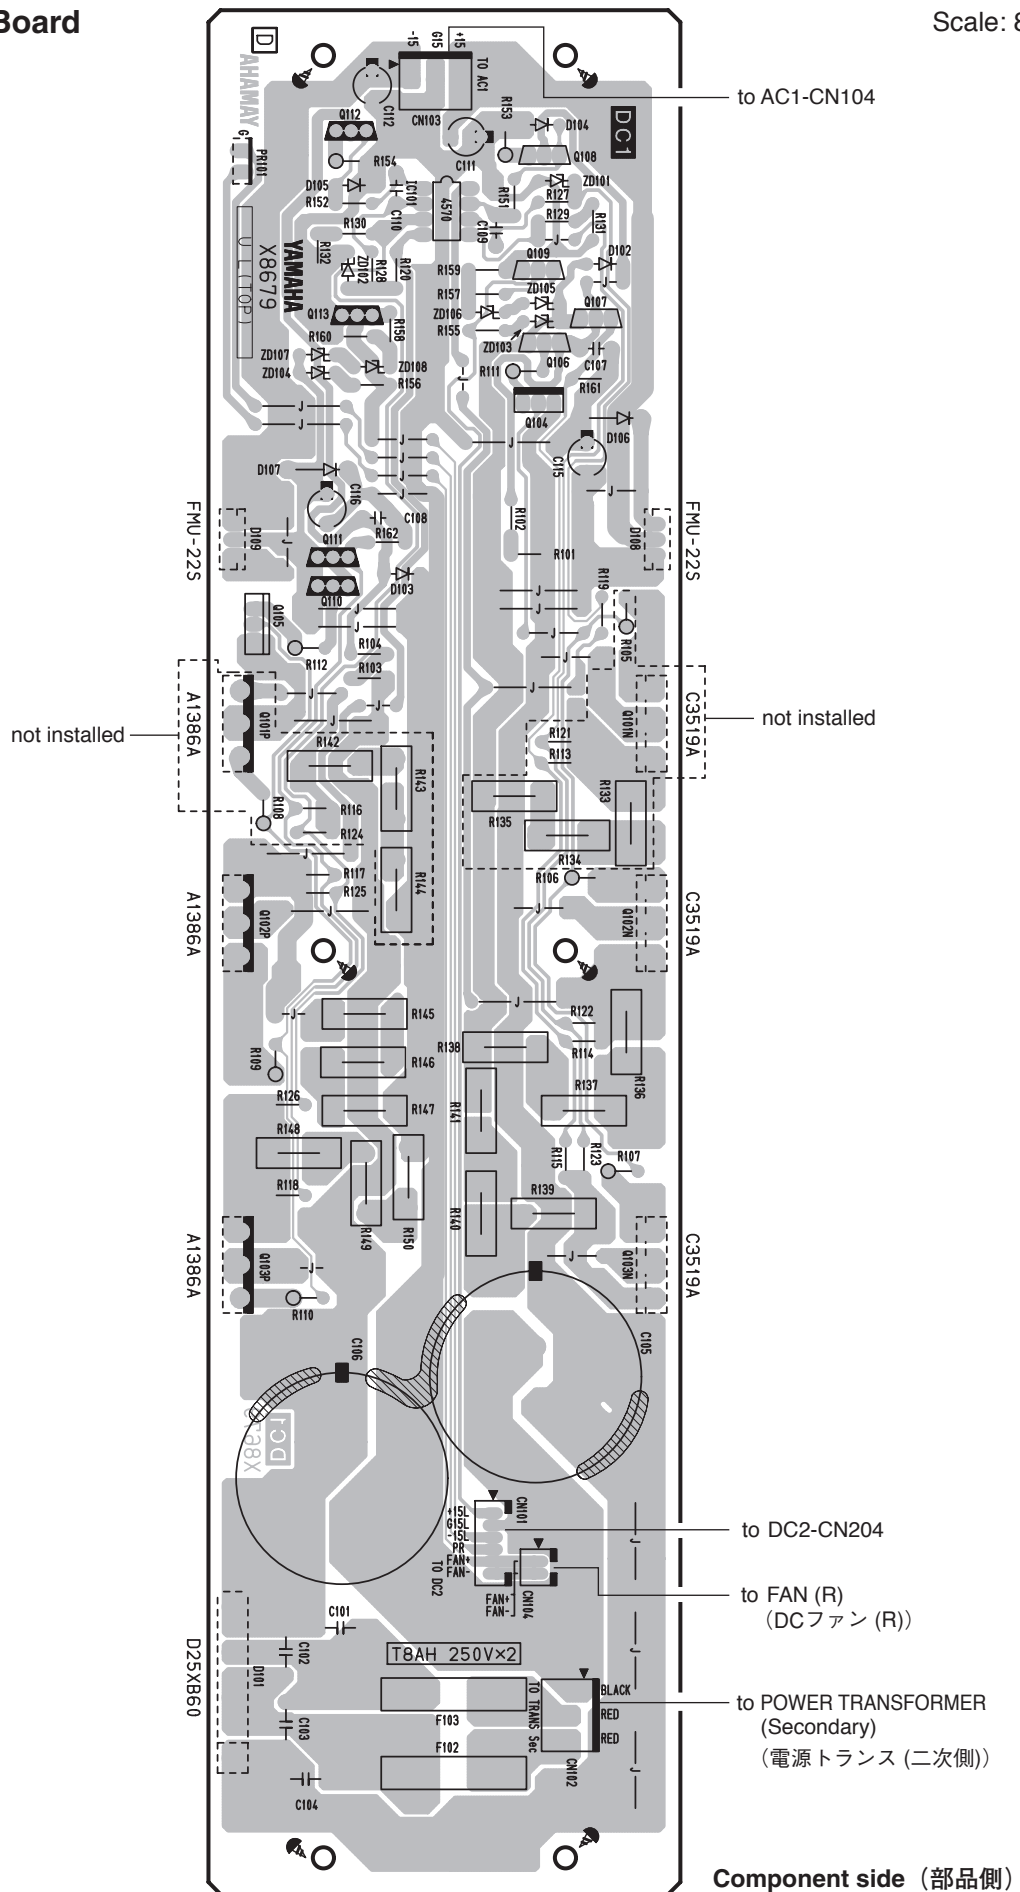 Board
Scale: 8
D
YAMAHA
-15
G15
+15
TO AC1
to AC1-CN104
CN103
C112
Q112
C111
R153
D104
DC1
Q108
G
PR101
R154
D105
IC101
R152
4570
R151
ZD101
R127
R130
C110
C109
R129
R131
R132
U L(TOP)
X8679
YAMAHA
ZD102
R128
R120
R159
Q109
D102
J
R157
ZD105
Q113
R158
ZD106
Q107
R160
R155
ZD103
Q106
C107
ZD107
ZD104
ZD108
R156
R111
R161
J
J
J
Q104
D106
J
J
J
J
J
C115
D107
C116
J
FMU-22S
D109
J
C108
R162
R102
D108
FMU-22S
Q111
R101
D103
Q110
J
J
R119
Q105
J
J
R104
J
R105
R112
R103
J
not installed
A1386A
Q101P
J
J
J
J
Q101N
C3519A
not installed
R142
R121
R113
R143
R108
R116
R135
R133
R124
R134
J
R117
R106
R125
R144
A1386A
Q102P
J
J
Q102N
C3519A
J
R145
J
R122
R138
R114
R109
R146
R136
R126
R147
R141
R137
R148
R115
R123
R107
R118
R139
R140
R149
R150
A1386A
Q103P
J
J
Q103N
C3519A
R110
C106
C105
X8679
DC1
+15L
G15L
-15L
PR
FAN+
FAN-
CN101
TO DC2
to DC2-CN204
J
FAN+
FAN-
CN104
to FAN (R)
（DCファン (R)）
C101
D25XB60
D101
C102
T8AH 250V×2
J
TO TRANS Sec
BLACK
RED
RED
to POWER TRANSFORMER
(Secondary)
（電源トランス (二次側)）
F103
C103
F102
CN102
J
C104
Component side（部品側）